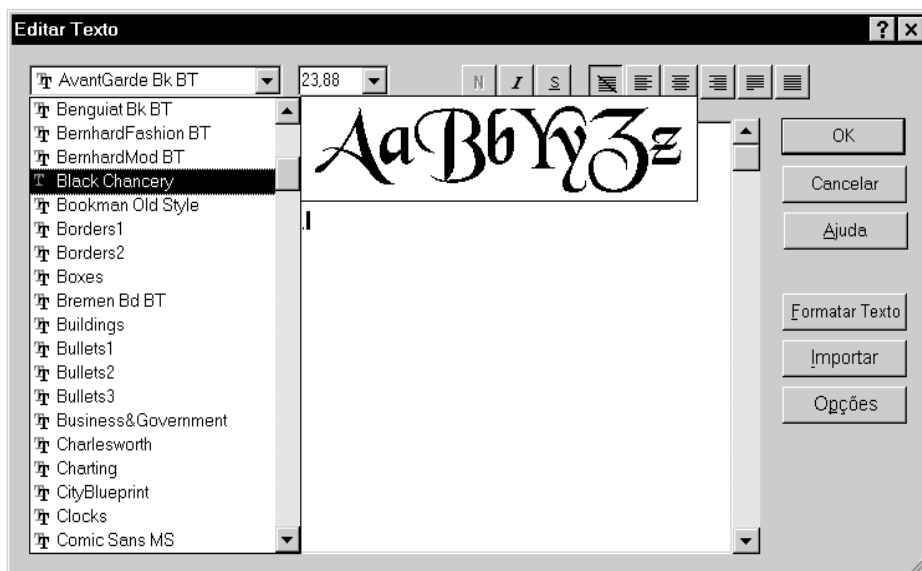 Editar Texto
AvantGarde Bk BT 23,88 N I S
Benguiat Bk BT
BernhardFashion BT
BernhardMod BT
Black Chancery
Bookman Old Style
Borders1
Borders2
Boxes
Bremen Bd BT
Buildings
Bullets1
Bullets2
Bullets3
Business&Government
Charlesworth
Charting
CityBlueprint
Clocks
Comic Sans MS
AaBbYyZz
.
OK
Cancelar
Ajuda
Formatar Texto
Importar
Opções